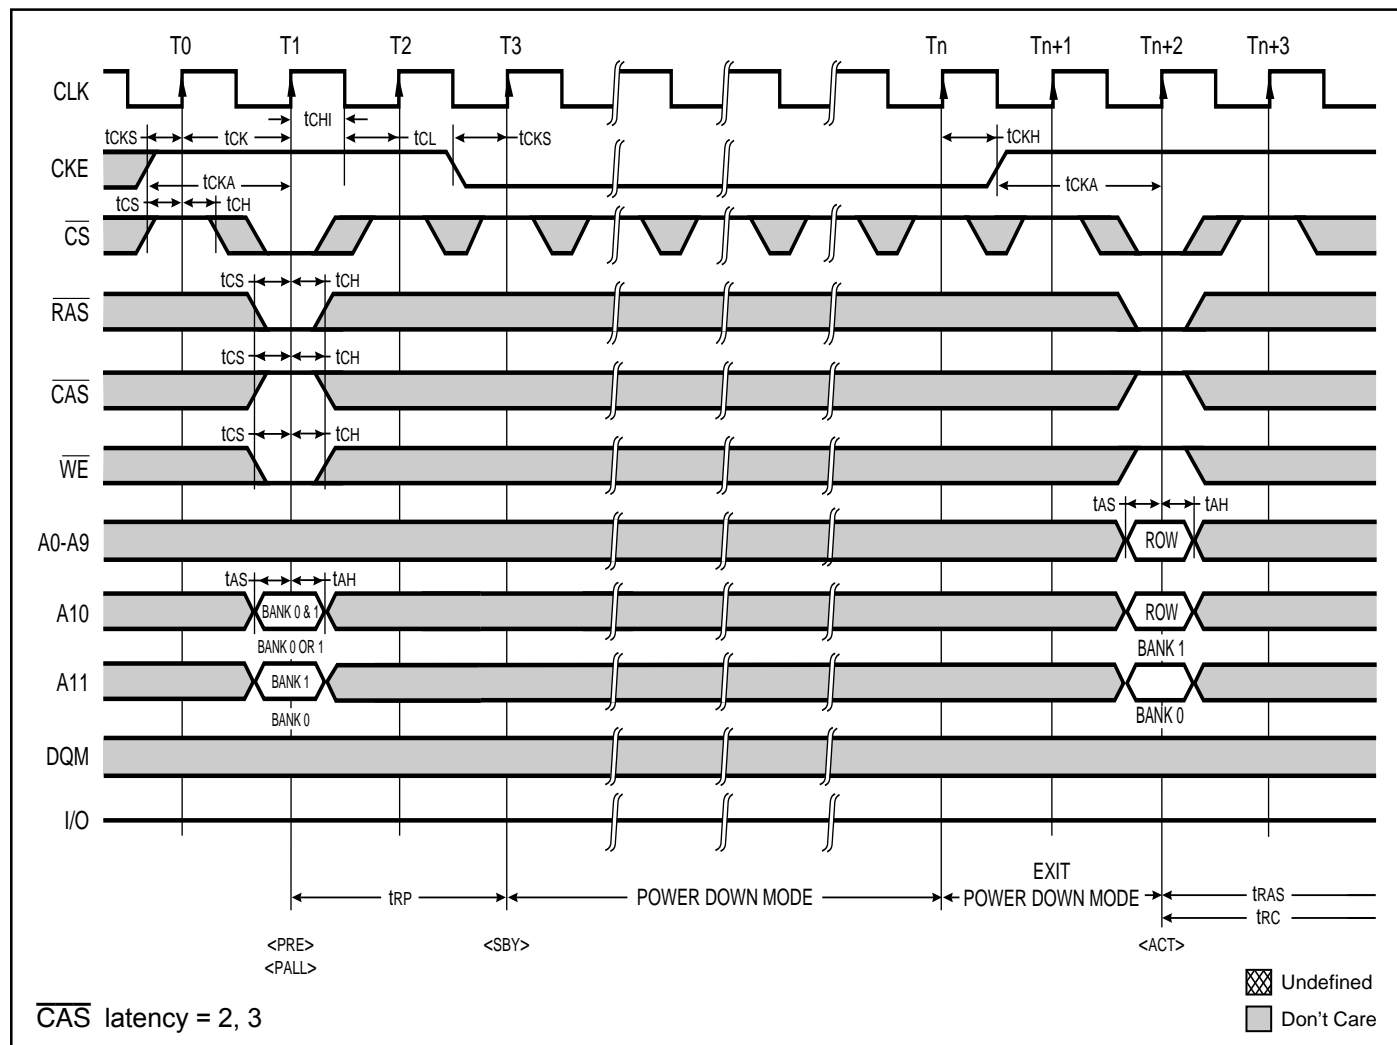 T0 T1 T2 T3 Tn Tn+1 Tn+2 Tn+3
CLK
tCHI
tCKS tCK tCL tCKS tCKH
CKE
tCKA tCKA
tCS tCH
CS
tCS tCH
RAS
tCS tCH
CAS
tCS tCH
WE
tAS tAH
A0-A9 ROW
tAS tAH
A10 BANK 0 & 1 ROW
BANK 0 OR 1 BANK 1
A11 BANK 1
BANK 0 BANK 0
DQM
I/O
EXIT
tRP POWER DOWN MODE POWER DOWN MODE tRAS
tRC
<PRE> <SBY> <ACT>
<PALL>
Undefined
CAS latency = 2, 3 Don't Care